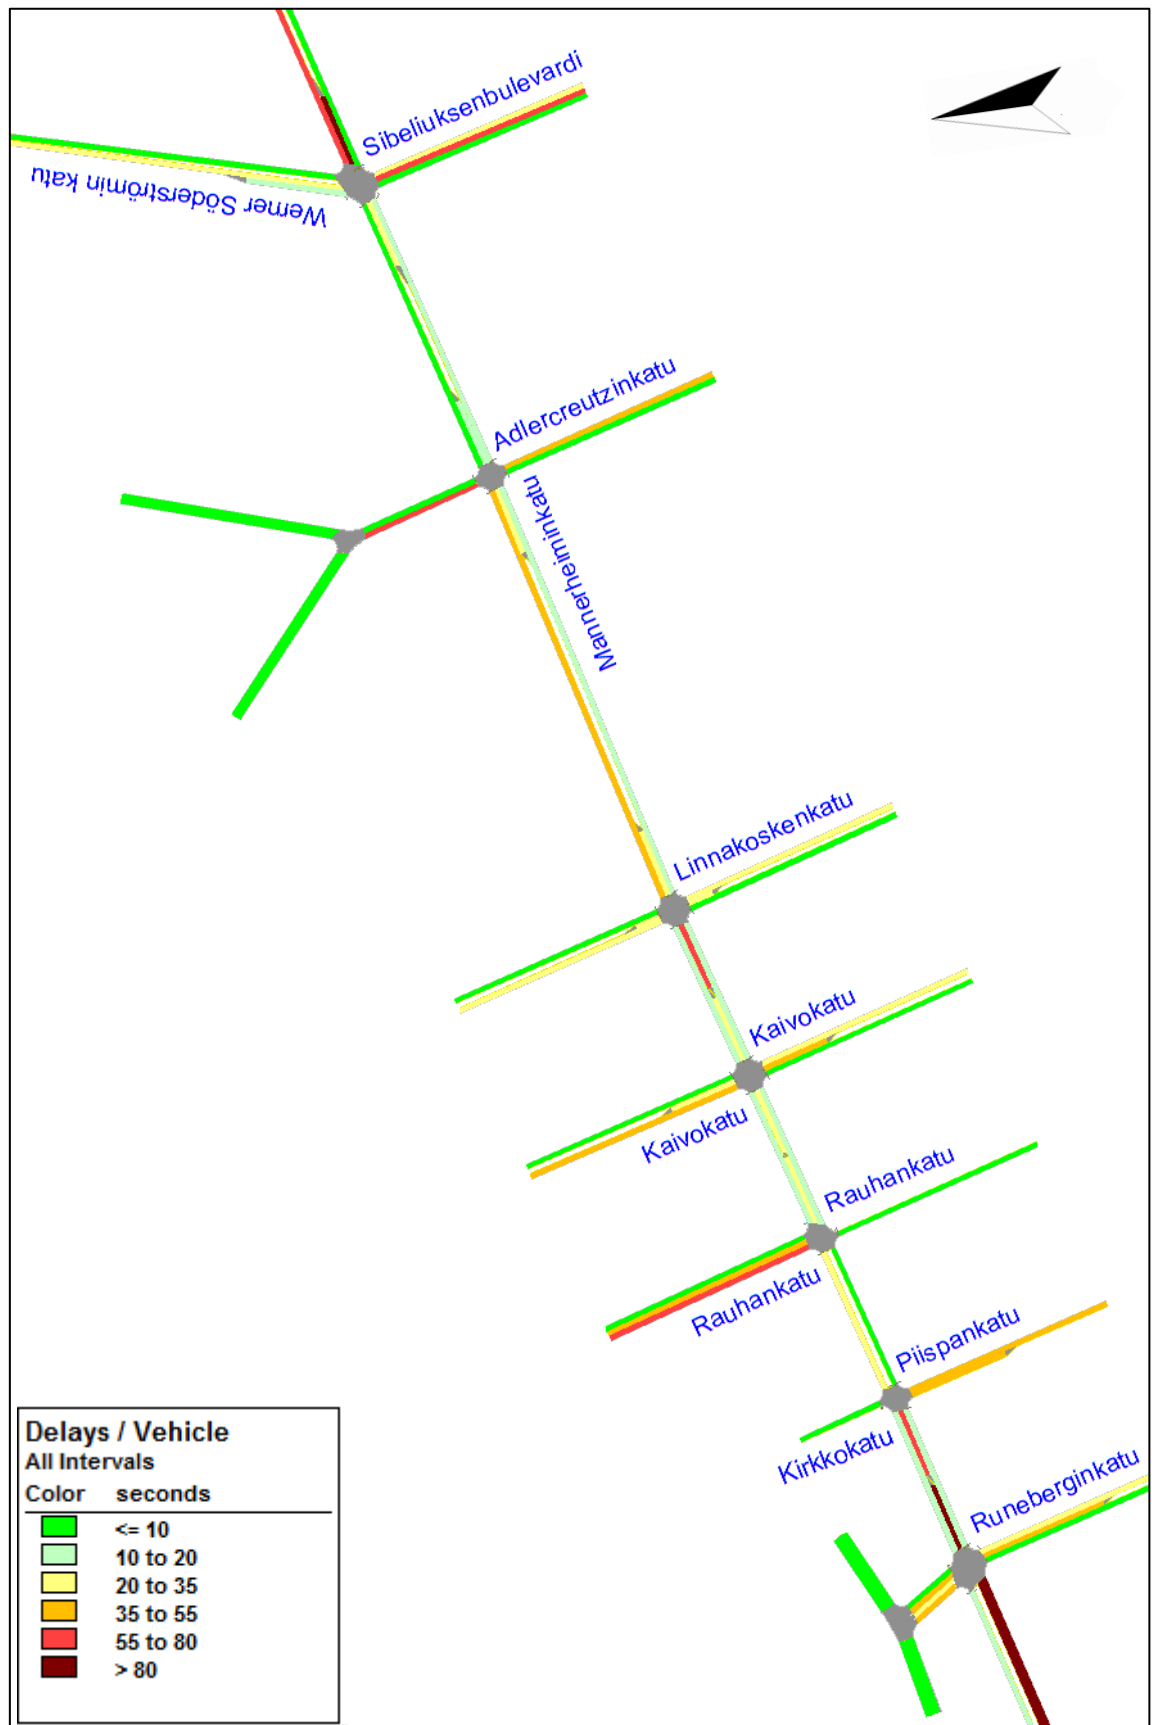 Sibeliuksenbulevardi
Werner Söderströmin katu
Adlercreutzinkatu
Mannerheiminkatu
Linnakoskenkatu
Kaivokatu
Kaivokatu
Rauhankatu
Rauhankatu
Piispankatu
Kirkkokatu
Runeberginkatu
Delays / Vehicle
All Intervals
Color seconds
<= 10
10 to 20
20 to 35
35 to 55
55 to 80
> 80